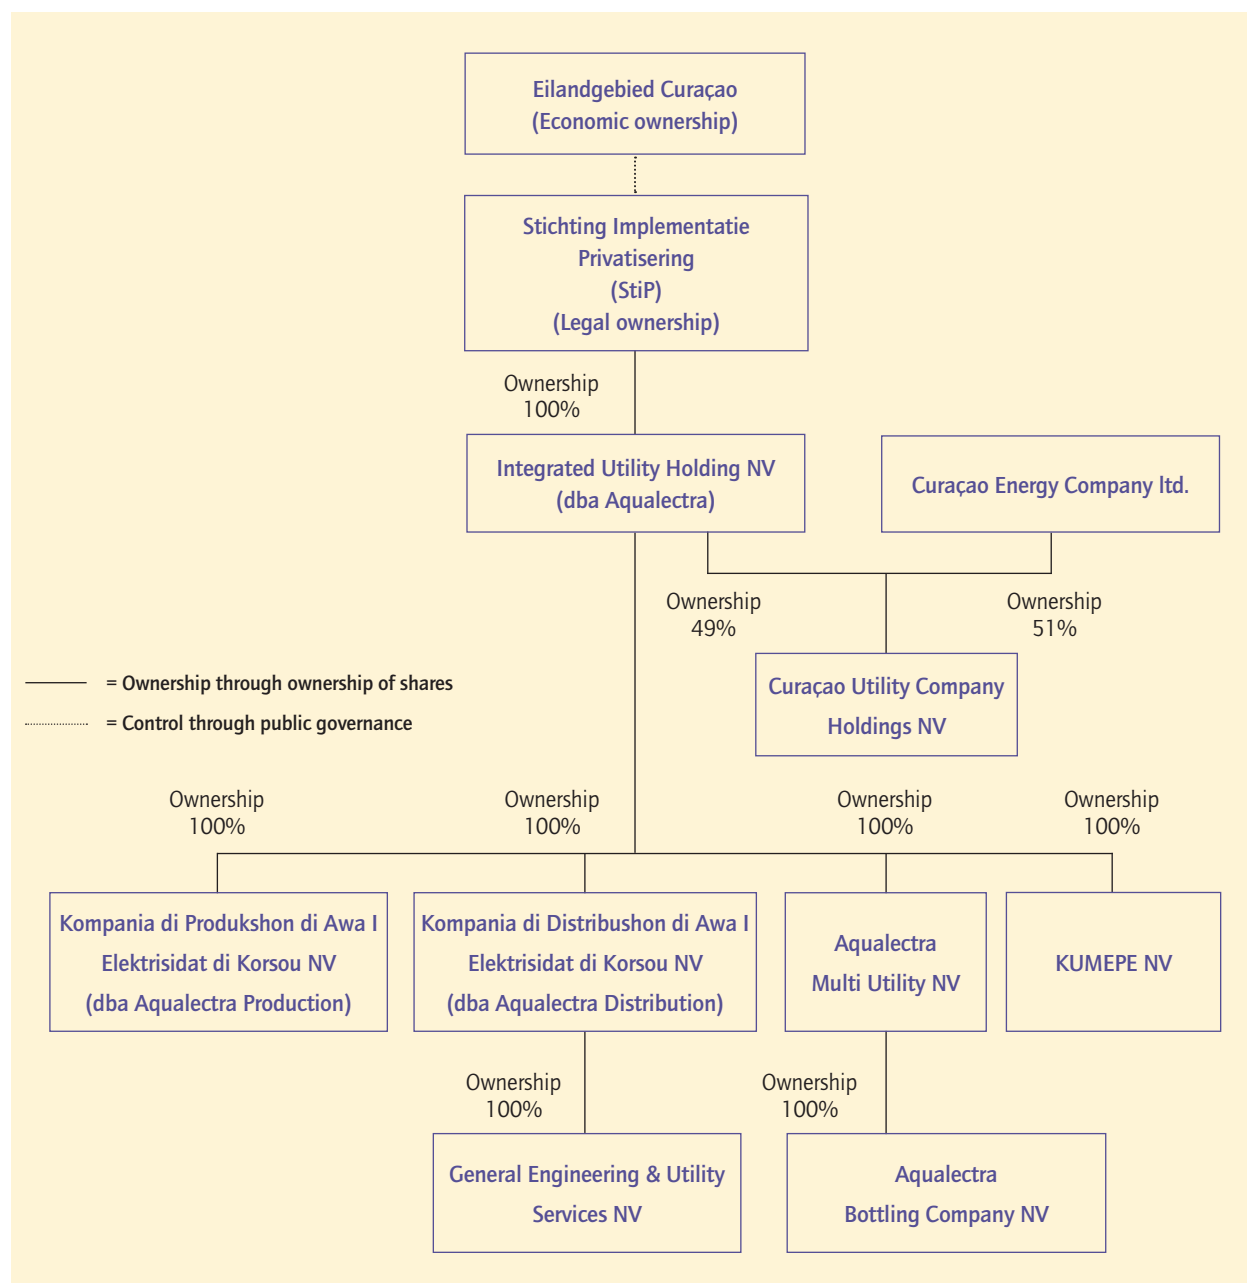 Eilandgebied Curaçao
(Economic ownership)
Stichting Implementatie
Privatisering
(StiP)
(Legal ownership)
Ownership
100%
Integrated Utility Holding NV
(dba Aqualectra)
Curaçao Energy Company ltd.
Ownership
49%
Ownership
51%
Curaçao Utility Company
Holdings NV
= Ownership through ownership of shares
= Control through public governance
Ownership
100%
Ownership
100%
Ownership
100%
Ownership
100%
Kompania di Produkshon di Awa I
Elektrisidat di Korsou NV
(dba Aqualectra Production)
Kompania di Distribushon di Awa I
Elektrisidat di Korsou NV
(dba Aqualectra Distribution)
Aqualectra
Multi Utility NV
KUMEPE NV
Ownership
100%
Ownership
100%
General Engineering & Utility
Services NV
Aqualectra
Bottling Company NV